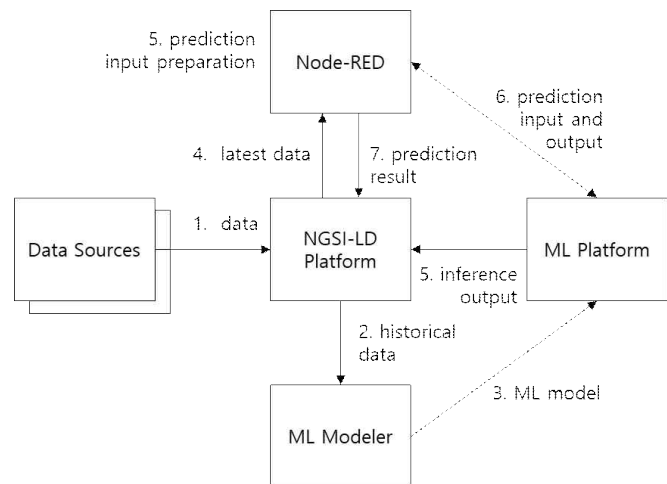 5. prediction
input preparation
Node-RED
6. prediction
input and
output
4. latest data
7. prediction
result
Data Sources
1. data
NGSI-LD
Platform
ML Platform
5. inference
output
2. historical
data
3. ML model
ML Modeler